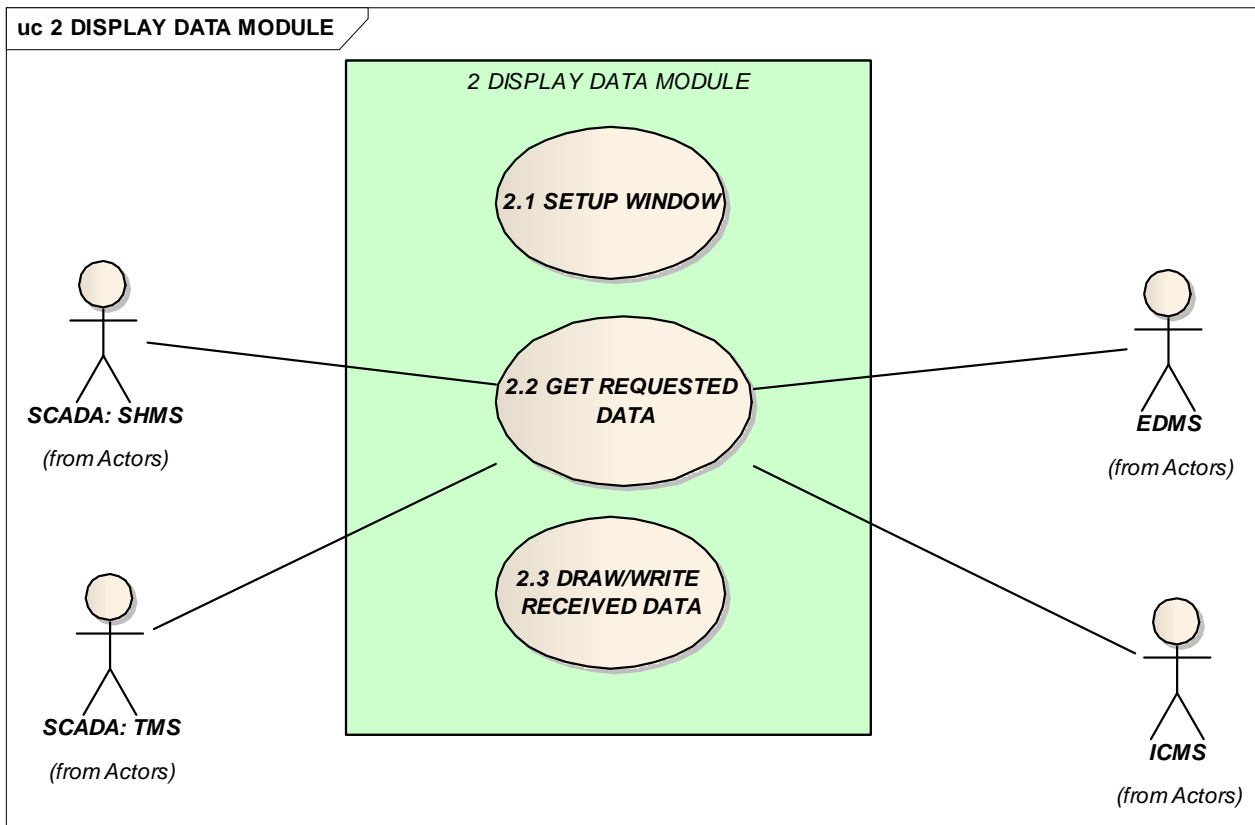 uc 2 DISPLAY DATA MODULE
2 DISPLAY DATA MODULE
2.1 SETUP WINDOW
2.2 GET REQUESTED
DATA
2.3 DRAW/WRITE
RECEIVED DATA
SCADA: SHMS
(from Actors)
SCADA: TMS
(from Actors)
EDMS
(from Actors)
ICMS
(from Actors)